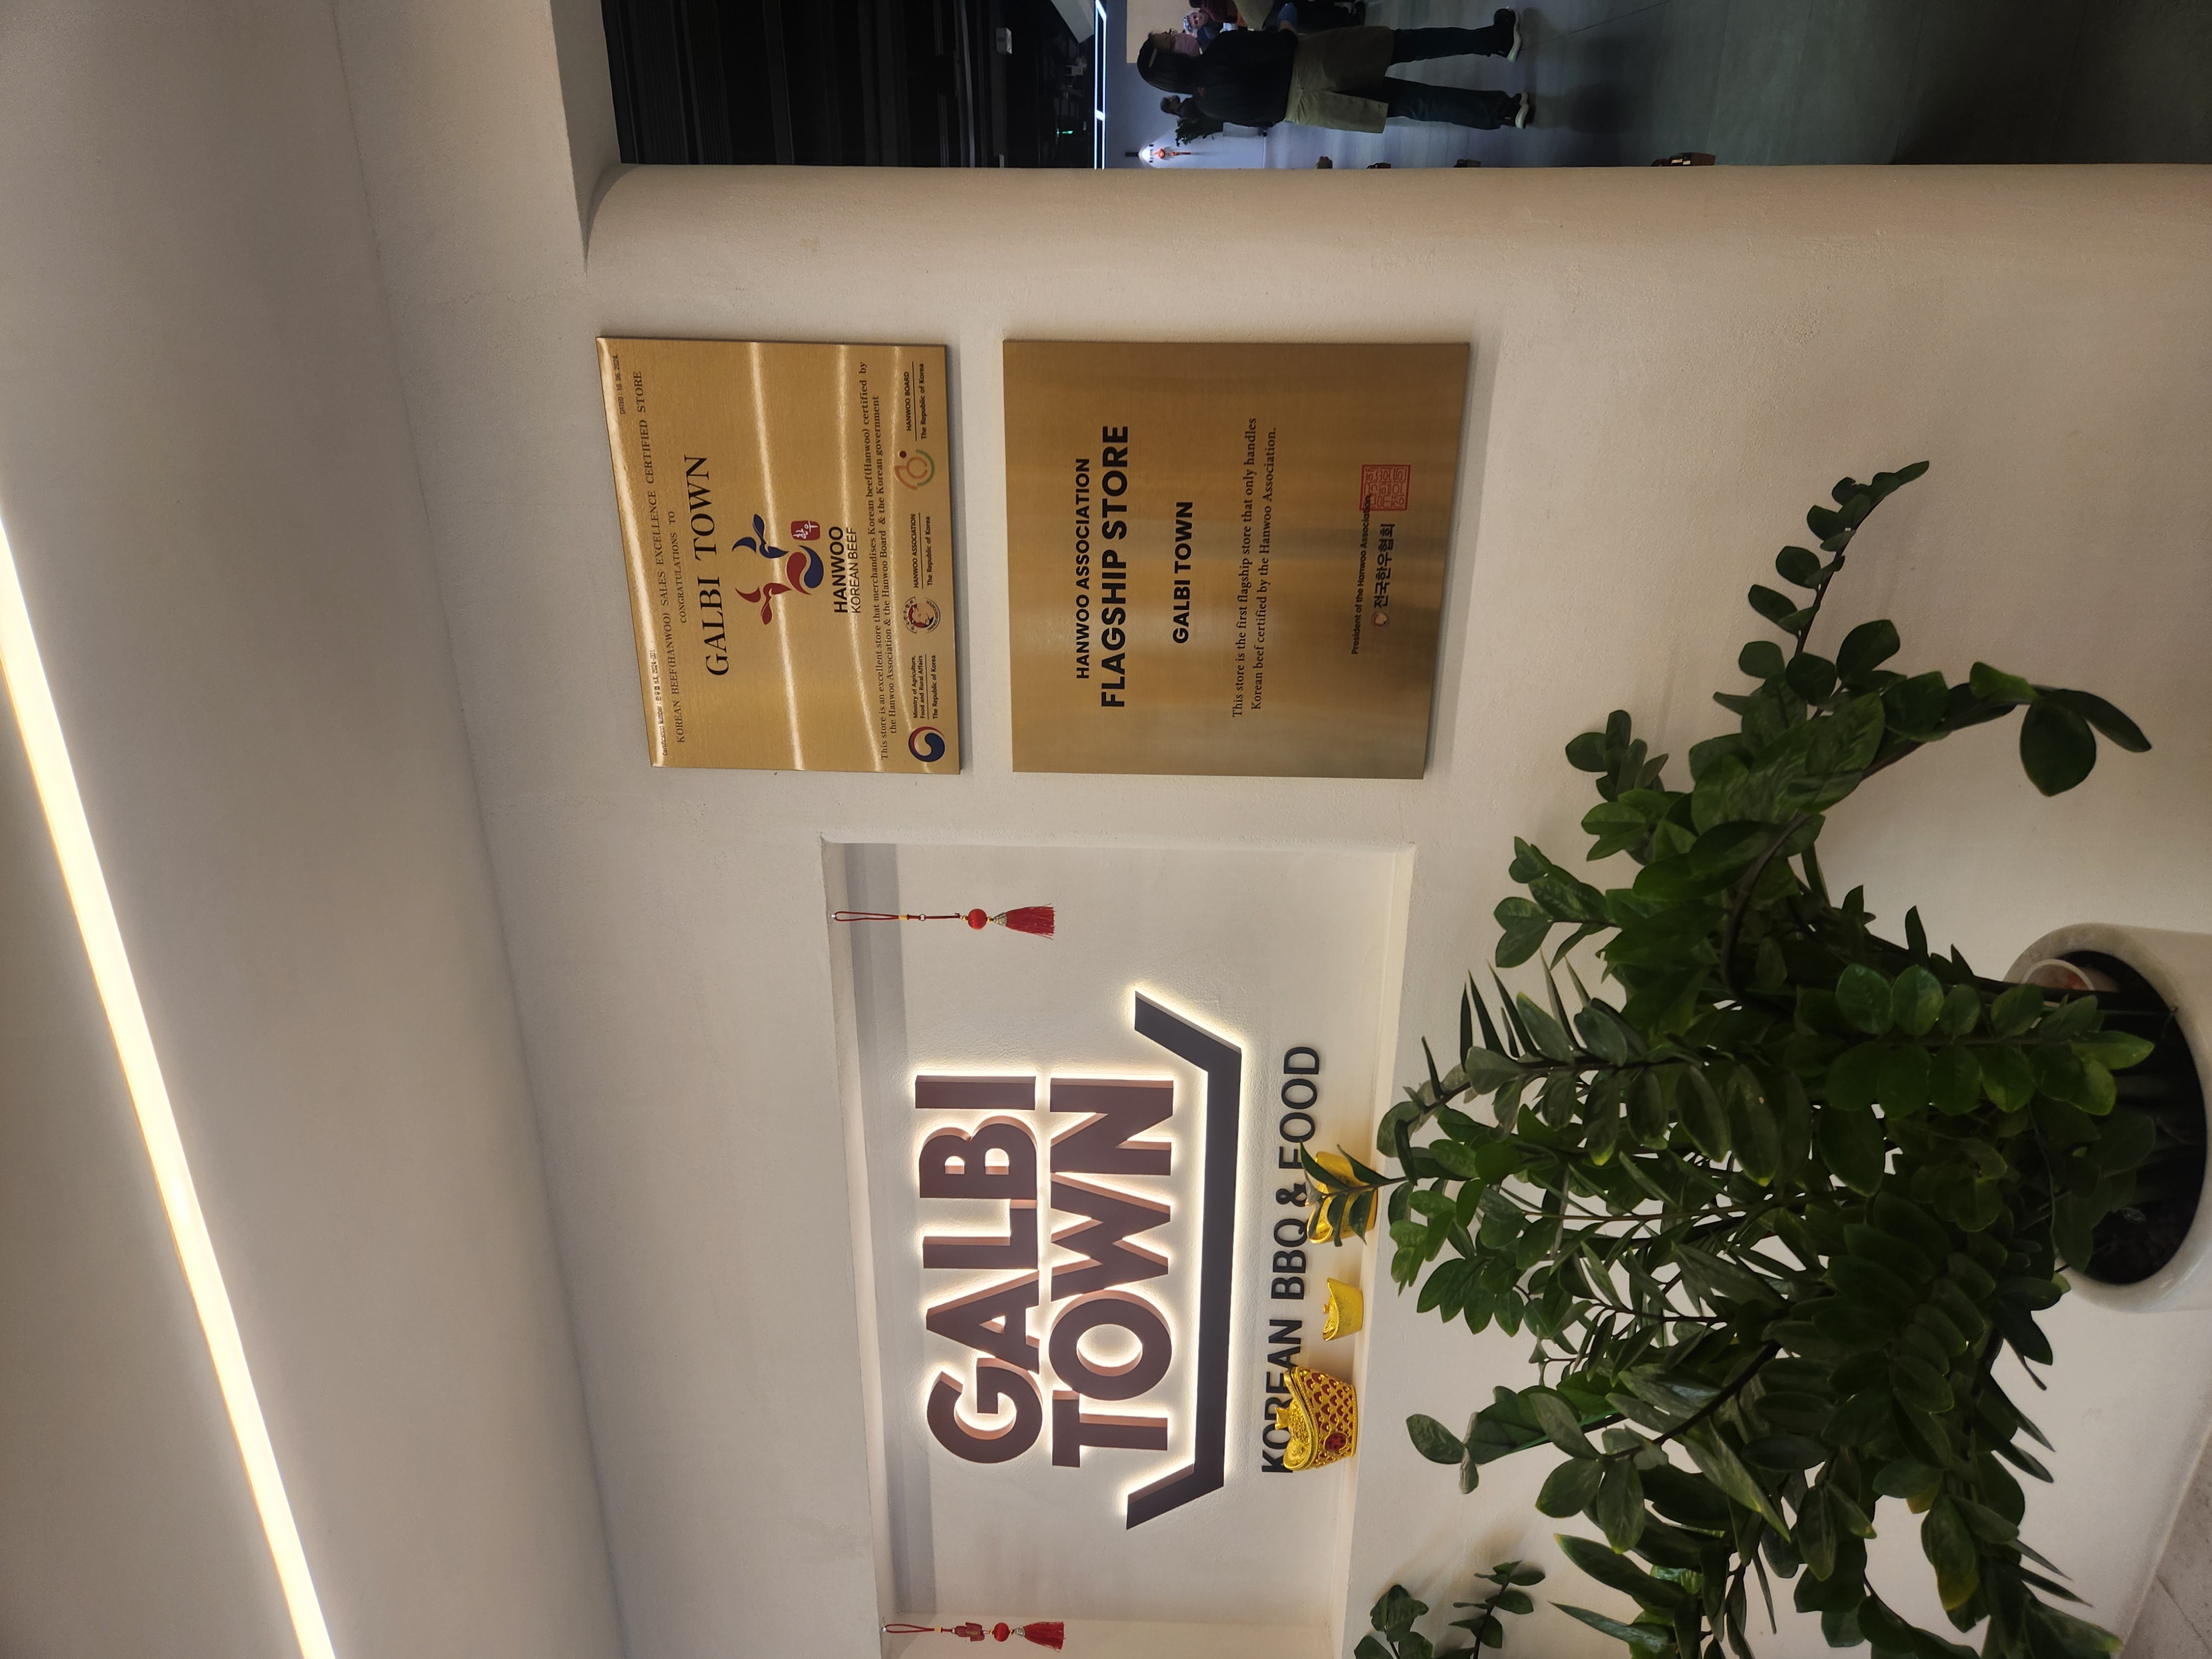 GALBI
TOWN
KOREAN BBQ & FOOD
KOREAN BEEF(HANWOO) SALES EXCELLENCE CERTIFIED STORE
CONGRATULATIONS TO
GALBI TOWN
한우
HANWOO
KOREAN BEEF
This store is an excellent store that merchandises Korean beef(Hanwoo) certified by
the Hanwoo Association & the Hanwoo Board & the Korean government
Ministry of Agriculture,
Food and Rural Affairs
The Republic of Korea
HANWOO ASSOCIATION
The Republic of Korea
HANWOO BOARD
The Republic of Korea
HANWOO ASSOCIATION
FLAGSHIP STORE
GALBI TOWN
This store is the first flagship store that only handles
Korean beef certified by the Hanwoo Association.
President of the Hanwoo Association
전국한우협회